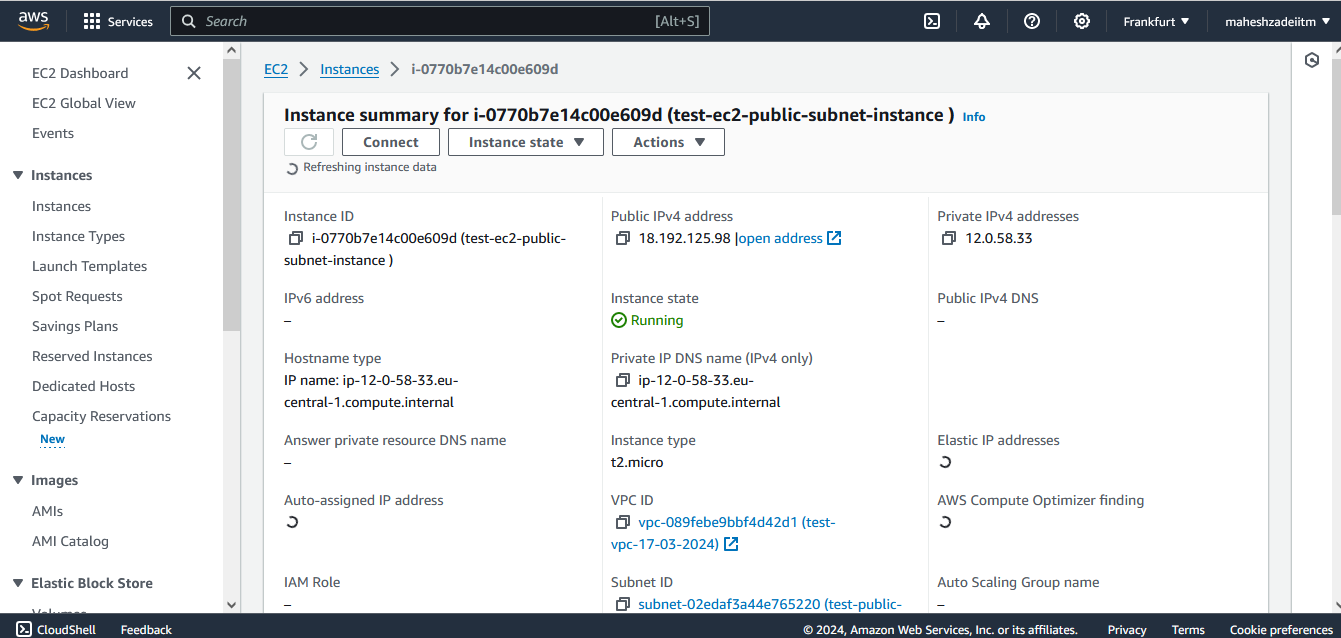 aws
Services
Search
[Alt+S]
Frankfurt
maheshzadeiitm
EC2 Dashboard
EC2 Global View
Events
Instances
Instances
Instance Types
Launch Templates
Spot Requests
Savings Plans
Reserved Instances
Dedicated Hosts
Capacity Reservations
New
Images
AMIs
AMI Catalog
Elastic Block Store
Volumes
EC2 > Instances > i-0770b7e14c00e609d
Instance summary for i-0770b7e14c00e609d (test-ec2-public-subnet-instance ) Info
Connect
Instance state
Actions
Refreshing instance data
Instance ID
i-0770b7e14c00e609d (test-ec2-public-
subnet-instance )
Public IPv4 address
18.192.125.98 |open address
Private IPv4 addresses
12.0.58.33
IPv6 address
–
Instance state
Running
Public IPv4 DNS
–
Hostname type
IP name: ip-12-0-58-33.eu-
central-1.compute.internal
Private IP DNS name (IPv4 only)
ip-12-0-58-33.eu-
central-1.compute.internal
Answer private resource DNS name
–
Instance type
t2.micro
Elastic IP addresses
Auto-assigned IP address
VPC ID
vpc-089febe9bbf4d42d1 (test-
vpc-17-03-2024)
AWS Compute Optimizer finding
IAM Role
–
Subnet ID
subnet-02edaf3a44e765220 (test-public-
Auto Scaling Group name
–
CloudShell
Feedback
© 2024, Amazon Web Services, Inc. or its affiliates.
Privacy
Terms
Cookie preferences